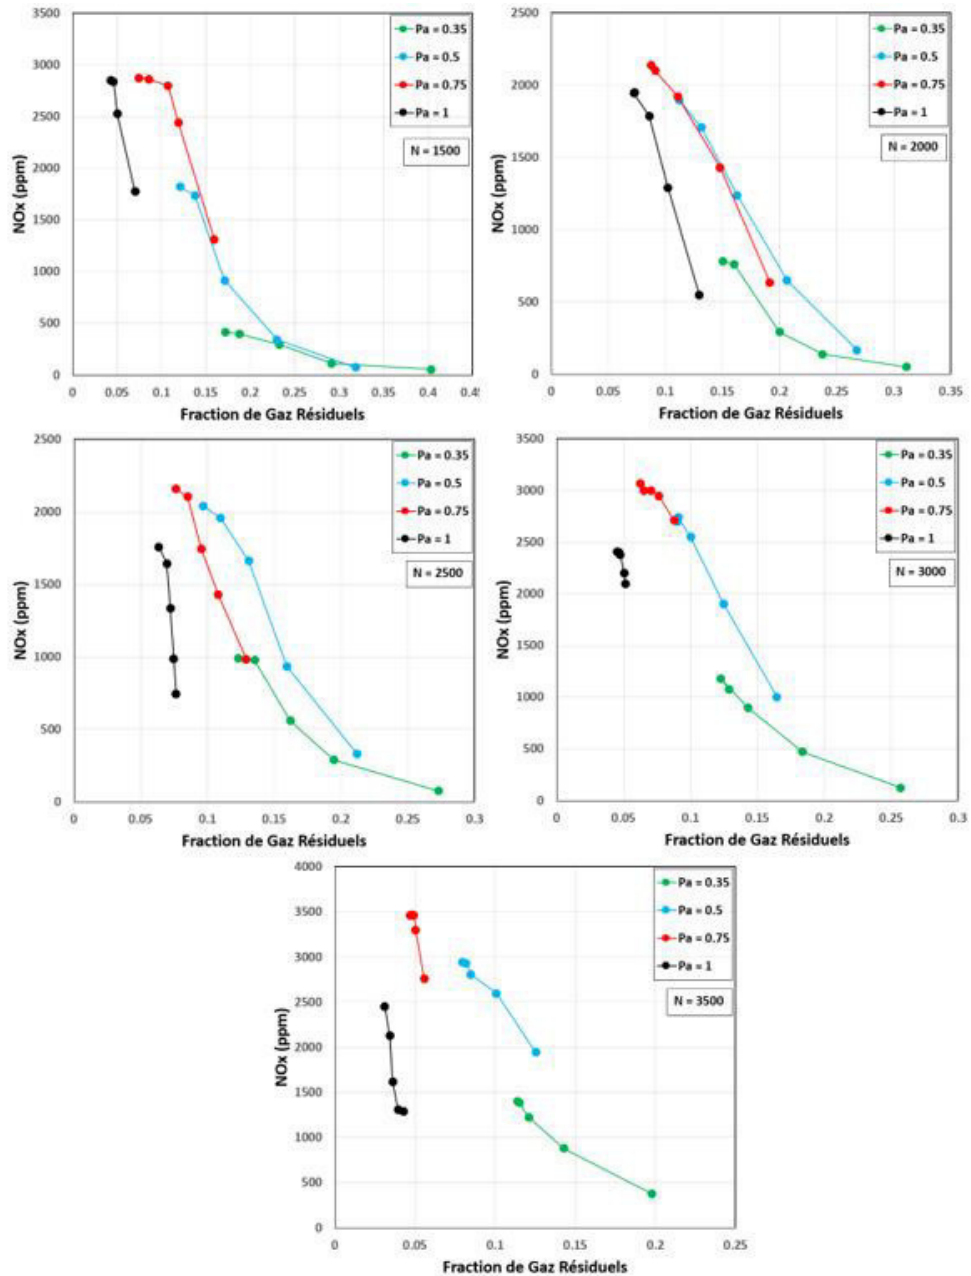 3500
3000
2500
2000
1500
1000
500
0
NOx (ppm)
0 0.05 0.1 0.15 0.2 0.25 0.3 0.35 0.4 0.45
Fraction de Gaz Résiduels
Pa = 0.35
Pa = 0.5
Pa = 0.75
Pa = 1
N = 1500
2500
2000
1500
1000
500
0
NOx (ppm)
0 0.05 0.1 0.15 0.2 0.25 0.3 0.35
Fraction de Gaz Résiduels
Pa = 0.35
Pa = 0.5
Pa = 0.75
Pa = 1
N = 2000
2500
2000
1500
1000
500
0
NOx (ppm)
0 0.05 0.1 0.15 0.2 0.25 0.3
Fraction de Gaz Résiduels
Pa = 0.35
Pa = 0.5
Pa = 0.75
Pa = 1
N = 2500
3500
3000
2500
2000
1500
1000
500
0
NOx (ppm)
0 0.05 0.1 0.15 0.2 0.25 0.3
Fraction de Gaz Résiduels
Pa = 0.35
Pa = 0.5
Pa = 0.75
Pa = 1
N = 3000
4000
3500
3000
2500
2000
1500
1000
500
0
NOx (ppm)
0 0.05 0.1 0.15 0.2 0.25
Fraction de Gaz Résiduels
Pa = 0.35
Pa = 0.5
Pa = 0.75
Pa = 1
N = 3500